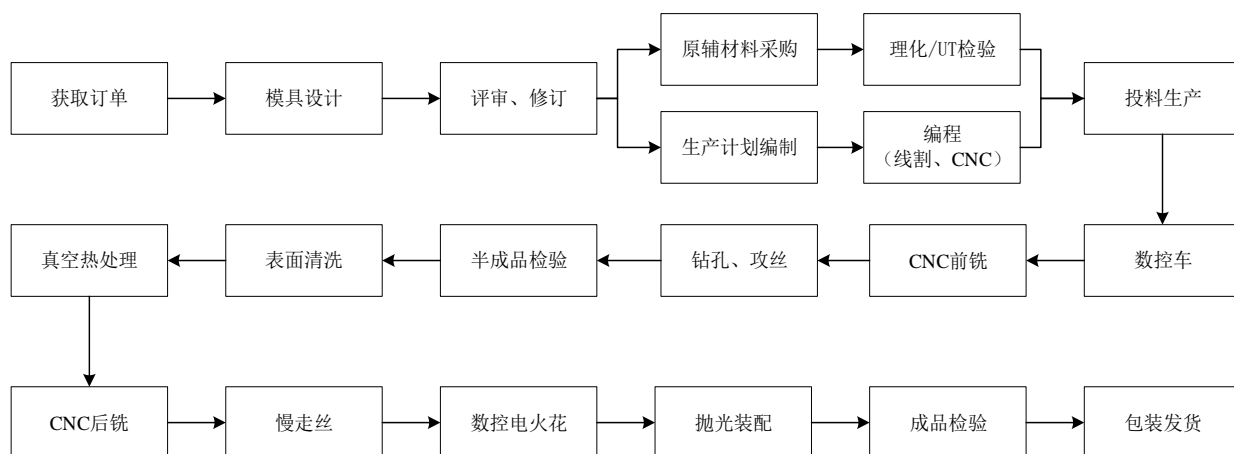 获取订单
模具设计
评审、修订
原辅材料采购
理化/UT检验
生产计划编制
编程
（线割、CNC）
投料生产
数控车
CNC前铣
钻孔、攻丝
半成品检验
表面清洗
真空热处理
CNC后铣
慢走丝
数控电火花
抛光装配
成品检验
包装发货